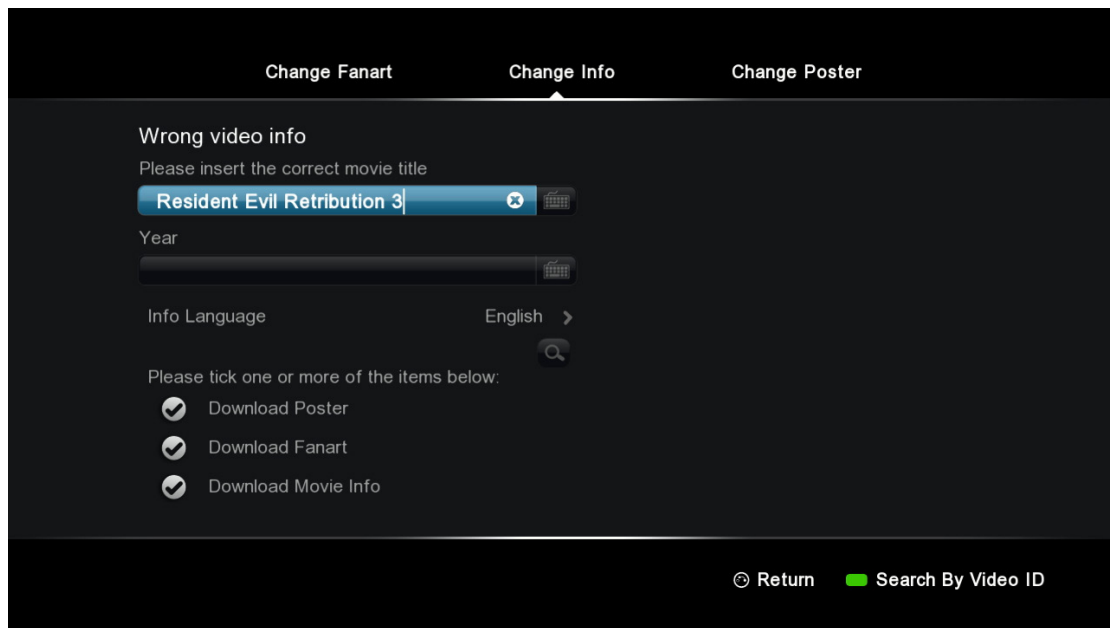 Change Fanart Change Info Change Poster
Wrong video info
Please insert the correct movie title
Resident Evil Retribution 3
Year
Info Language English
Please tick one or more of the items below:
Download Poster
Download Fanart
Download Movie Info
Return Search By Video ID